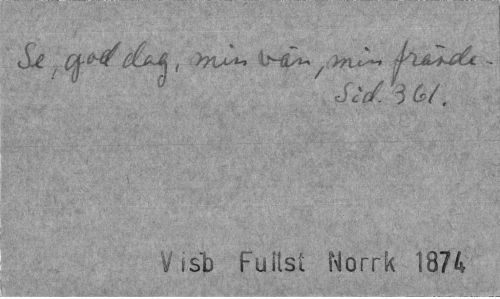 Se, god dag, min vän, min frände -
Sid. 361.
Visb Fullst Norrk 1874